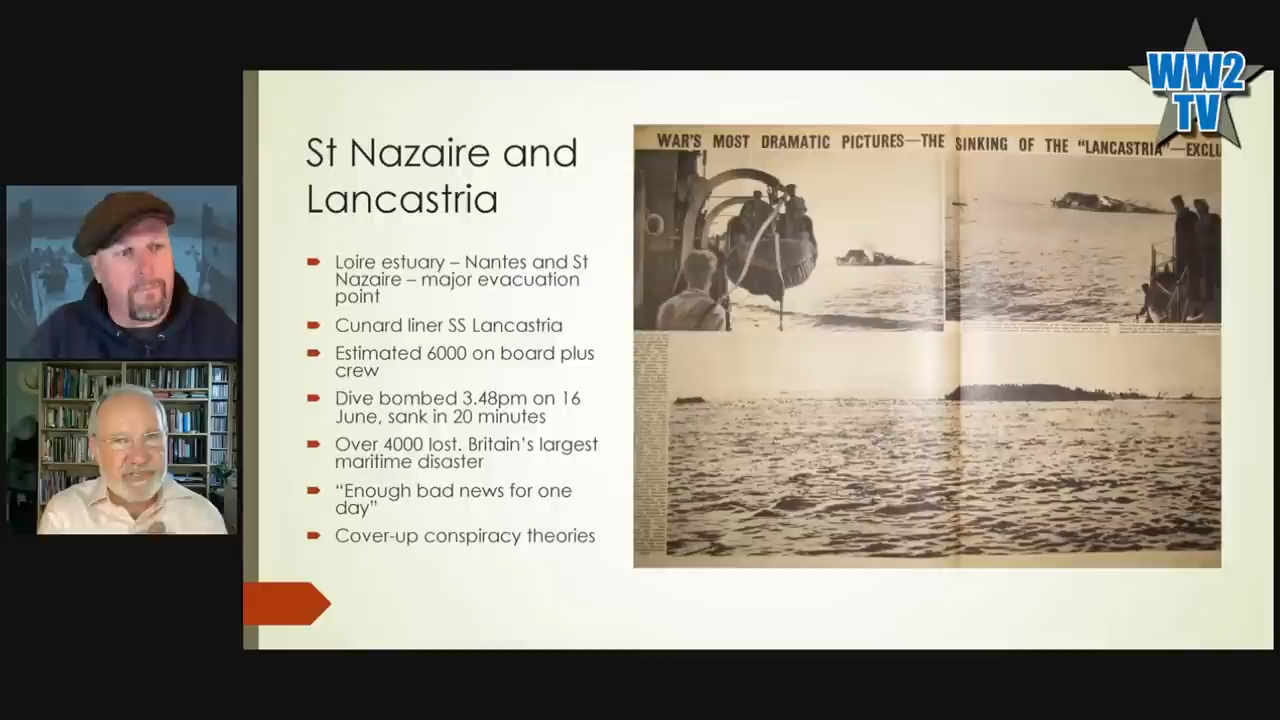 WW2
TV
St Nazaire and
Lancastria
Loire estuary – Nantes and St
Nazaire – major evacuation
point
Cunard liner SS Lancastria
Estimated 6000 on board plus
crew
Dive bombed 3.48pm on 16
June, sank in 20 minutes
Over 4000 lost. Britain's largest
maritime disaster
“Enough bad news for one
day”
Cover-up conspiracy theories
WAR'S MOST DRAMATIC PICTURES—THE SINKING OF THE "LANCASTRIA"—EXCLU